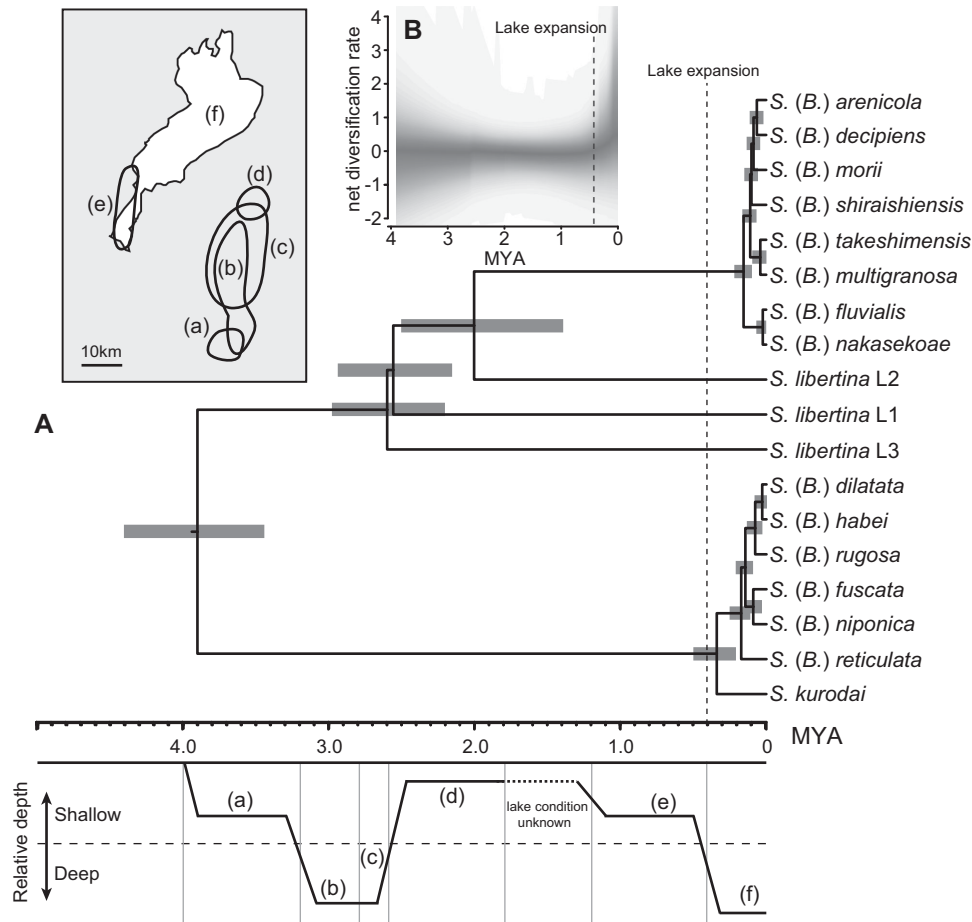 (f)
(e)
(d)
(c)
(b)
(a)
10km
B
Lake expansion
net diversification rate
4
3
2
1
0
-1
-2
4 3 2 1 0
MYA
Lake expansion
A
S. (B.) arenicola
S. (B.) decipiens
S. (B.) morii
S. (B.) shiraishiensis
S. (B.) takeshimensis
S. (B.) multigranosa
S. (B.) fluvialis
S. (B.) nakasekoae
S. libertina L2
S. libertina L1
S. libertina L3
S. (B.) dilatata
S. (B.) habei
S. (B.) rugosa
S. (B.) fuscata
S. (B.) niponica
S. (B.) reticulata
S. kurodai
4.0 3.0 2.0 1.0 0 MYA
Relative depth
Shallow
Deep
(a)
(b)
(c)
(d)
lake condition
unknown
(e)
(f)